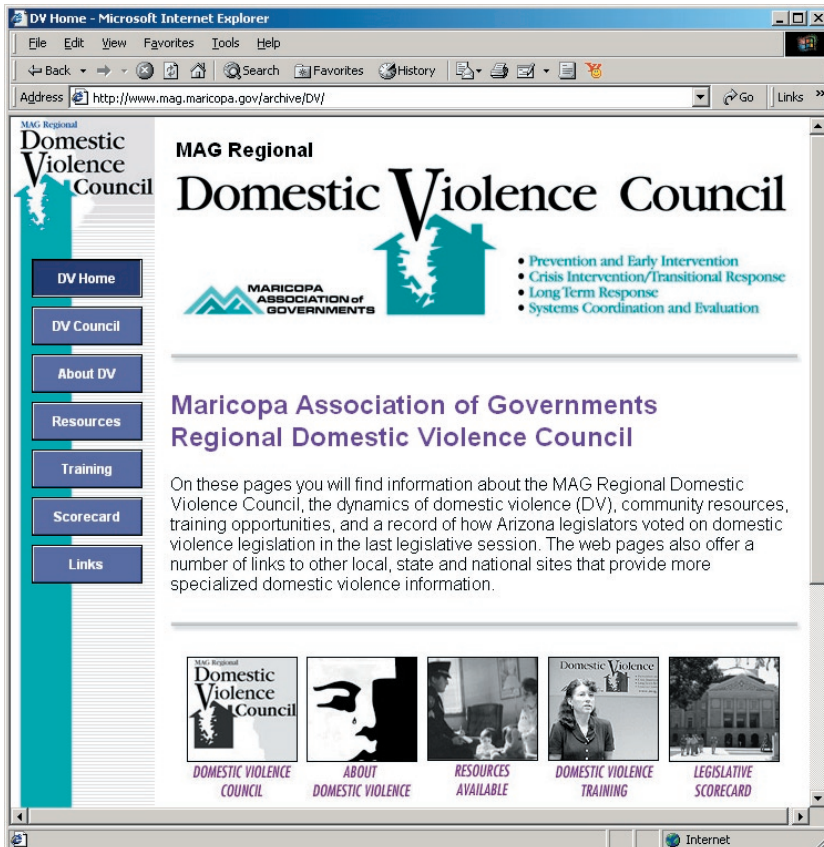 DV Home - Microsoft Internet Explorer
File Edit View Favorites Tools Help
Back Search Favorites History
Address http://www.mag.maricopa.gov/archive/DV/ Go Links »
MAG Regional
Domestic
Violence
Council
DV Home
DV Council
About DV
Resources
Training
Scorecard
Links
MAG Regional
Domestic Violence Council
MARICOPA
ASSOCIATION of
GOVERNMENTS
• Prevention and Early Intervention
• Crisis Intervention/Transitional Response
• Long Term Response
• Systems Coordination and Evaluation
Maricopa Association of Governments
Regional Domestic Violence Council
On these pages you will find information about the MAG Regional Domestic
Violence Council, the dynamics of domestic violence (DV), community resources,
training opportunities, and a record of how Arizona legislators voted on domestic
violence legislation in the last legislative session. The web pages also offer a
number of links to other local, state and national sites that provide more
specialized domestic violence information.
MAG Regional
Domestic
Violence
Council
DOMESTIC VIOLENCE
COUNCIL
ABOUT
DOMESTIC VIOLENCE
RESOURCES
AVAILABLE
Domestic Violence
DOMESTIC VIOLENCE
TRAINING
LEGISLATIVE
SCORECARD
Internet